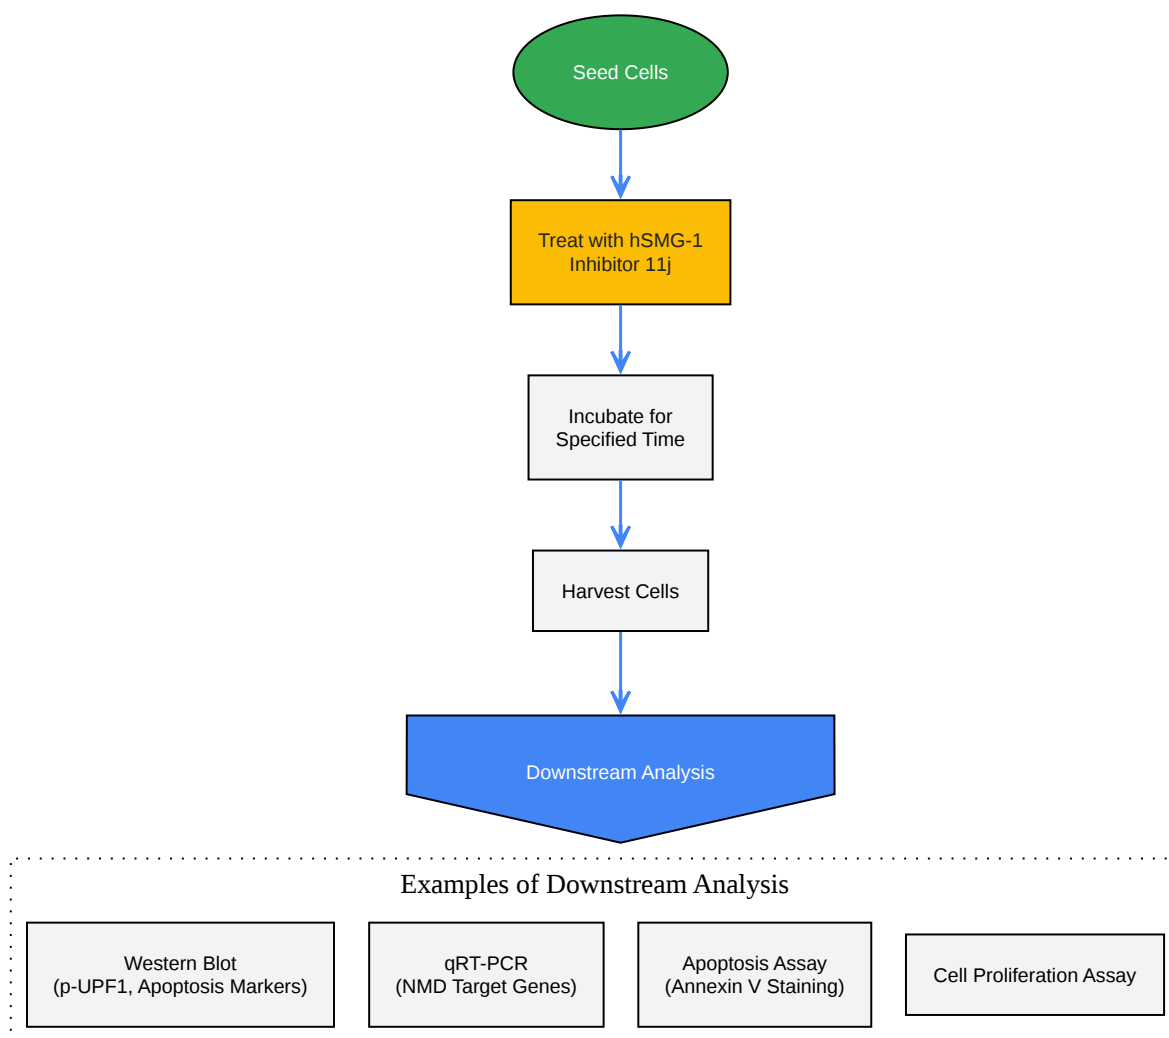 Seed Cells
Treat with hSMG-1
Inhibitor 11j
Incubate for
Specified Time
Harvest Cells
Downstream Analysis
Examples of Downstream Analysis
Western Blot
(p-UPF1, Apoptosis Markers)
qRT-PCR
(NMD Target Genes)
Apoptosis Assay
(Annexin V Staining)
Cell Proliferation Assay